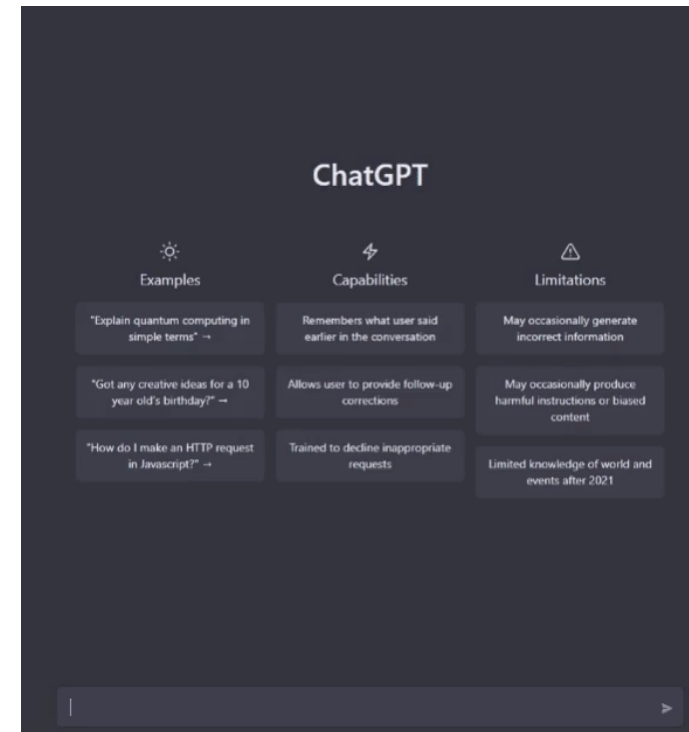 ChatGPT
Examples
"Explain quantum computing in
simple terms" →
"Got any creative ideas for a 10
year old's birthday?" →
"How do I make an HTTP request
in Javascript?" →
Capabilities
Remembers what user said
earlier in the conversation
Allows user to provide follow-up
corrections
Trained to decline inappropriate
requests
Limitations
May occasionally generate
incorrect information
May occasionally produce
harmful instructions or biased
content
Limited knowledge of world and
events after 2021